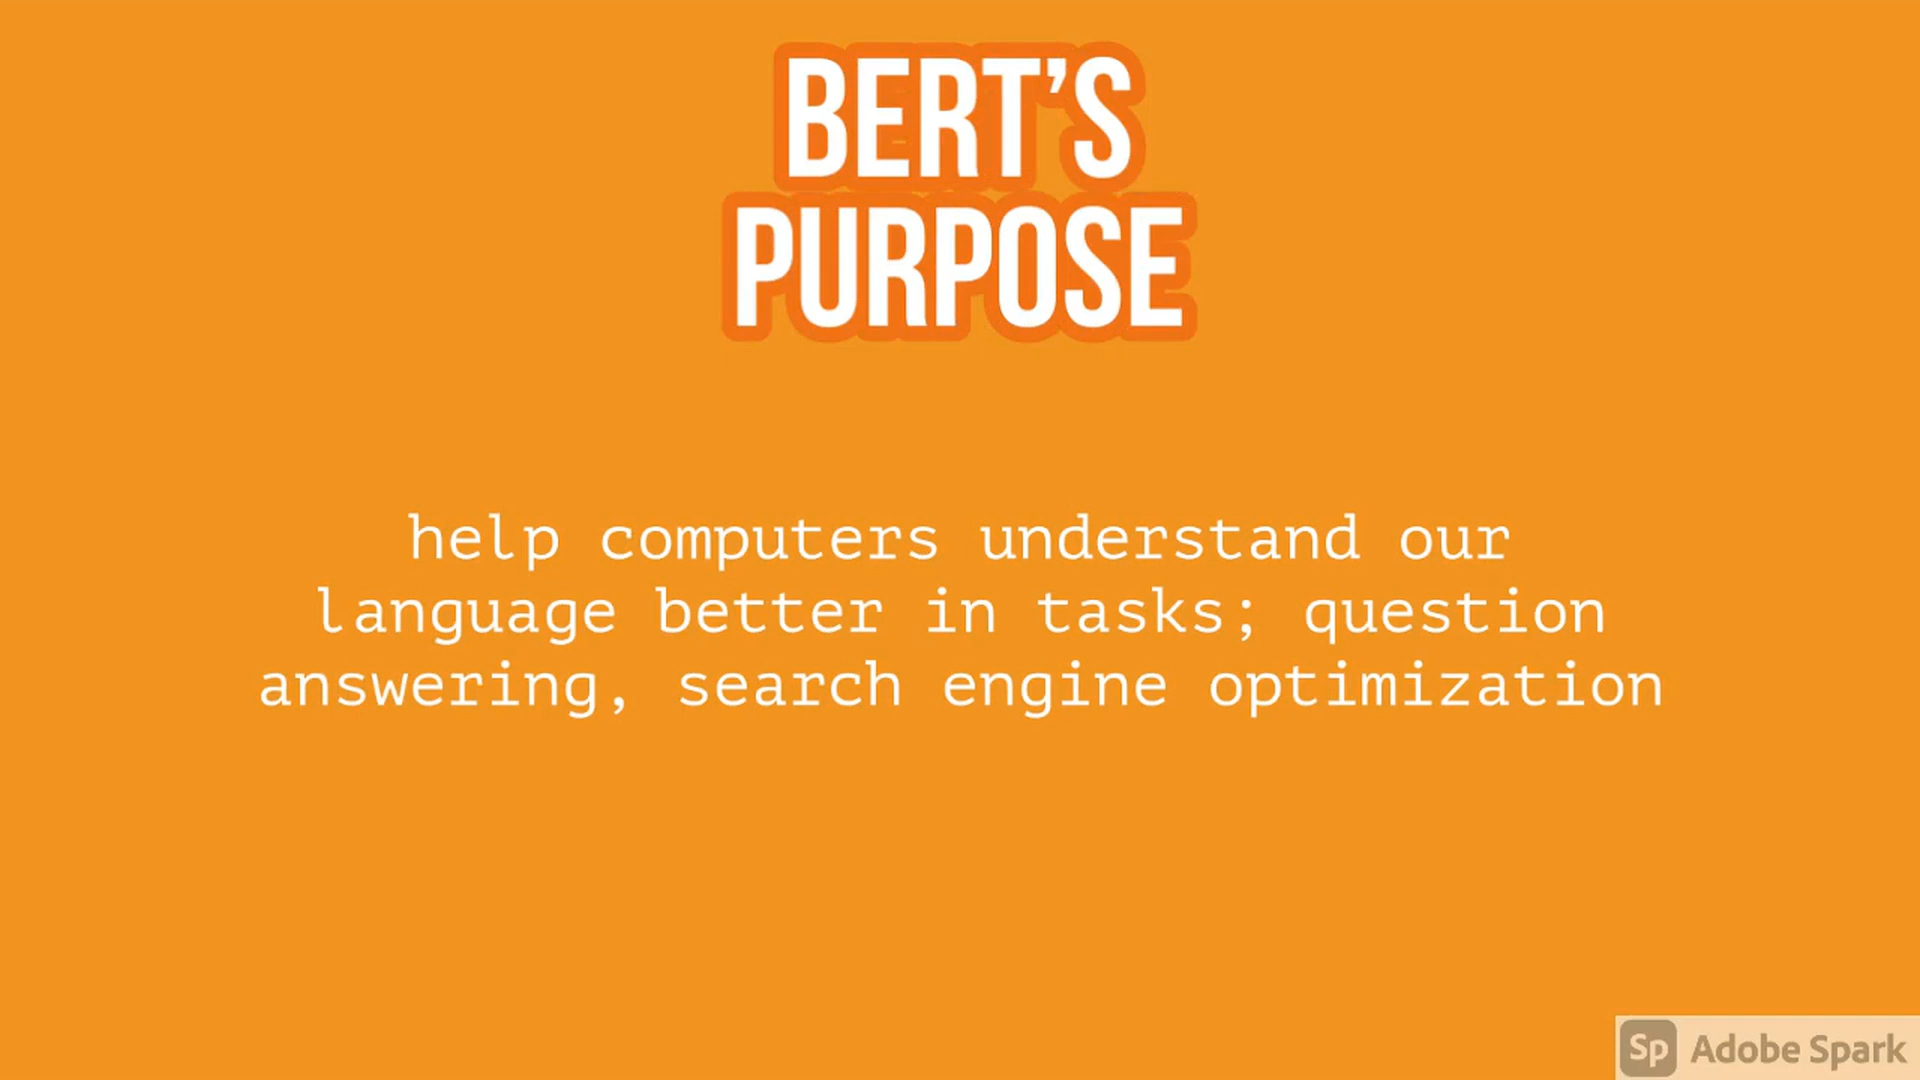 BERT'S
PURPOSE
help computers understand our
language better in tasks; question
answering, search engine optimization
Sp Adobe Spark